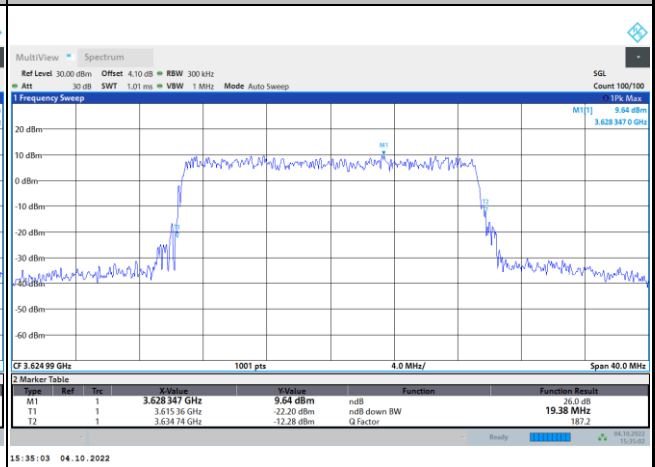 MultiView Spectrum
Ref Level 30.00 dBm Offset 4.10 dB RBW 300 kHz SGL
Att 30 dB SWT 1.01 ms VBW 1 MHz Mode Auto Sweep Count 100/100
1 Frequency Sweep 1Pk Max
M1[1] 9.64 dBm
3.628 347 0 GHz
20 dBm
M1
10 dBm
0 dBm
-10 dBm
T2
-20 dBm
-30 dBm
-40 dBm
-50 dBm
-60 dBm
CF 3.624 99 GHz 1001 pts 4.0 MHz/ Span 40.0 MHz
2 Marker Table
Type Ref Trc X-Value Y-Value Function Function Result
M1 1 3.628 347 GHz 9.64 dBm ndB 26.0 dB
T1 1 3.615 36 GHz -22.20 dBm ndB down BW 19.38 MHz
T2 1 3.634 74 GHz -12.28 dBm Q Factor 187.2
Ready 04.10.2022
15:35:02
15:35:03 04.10.2022